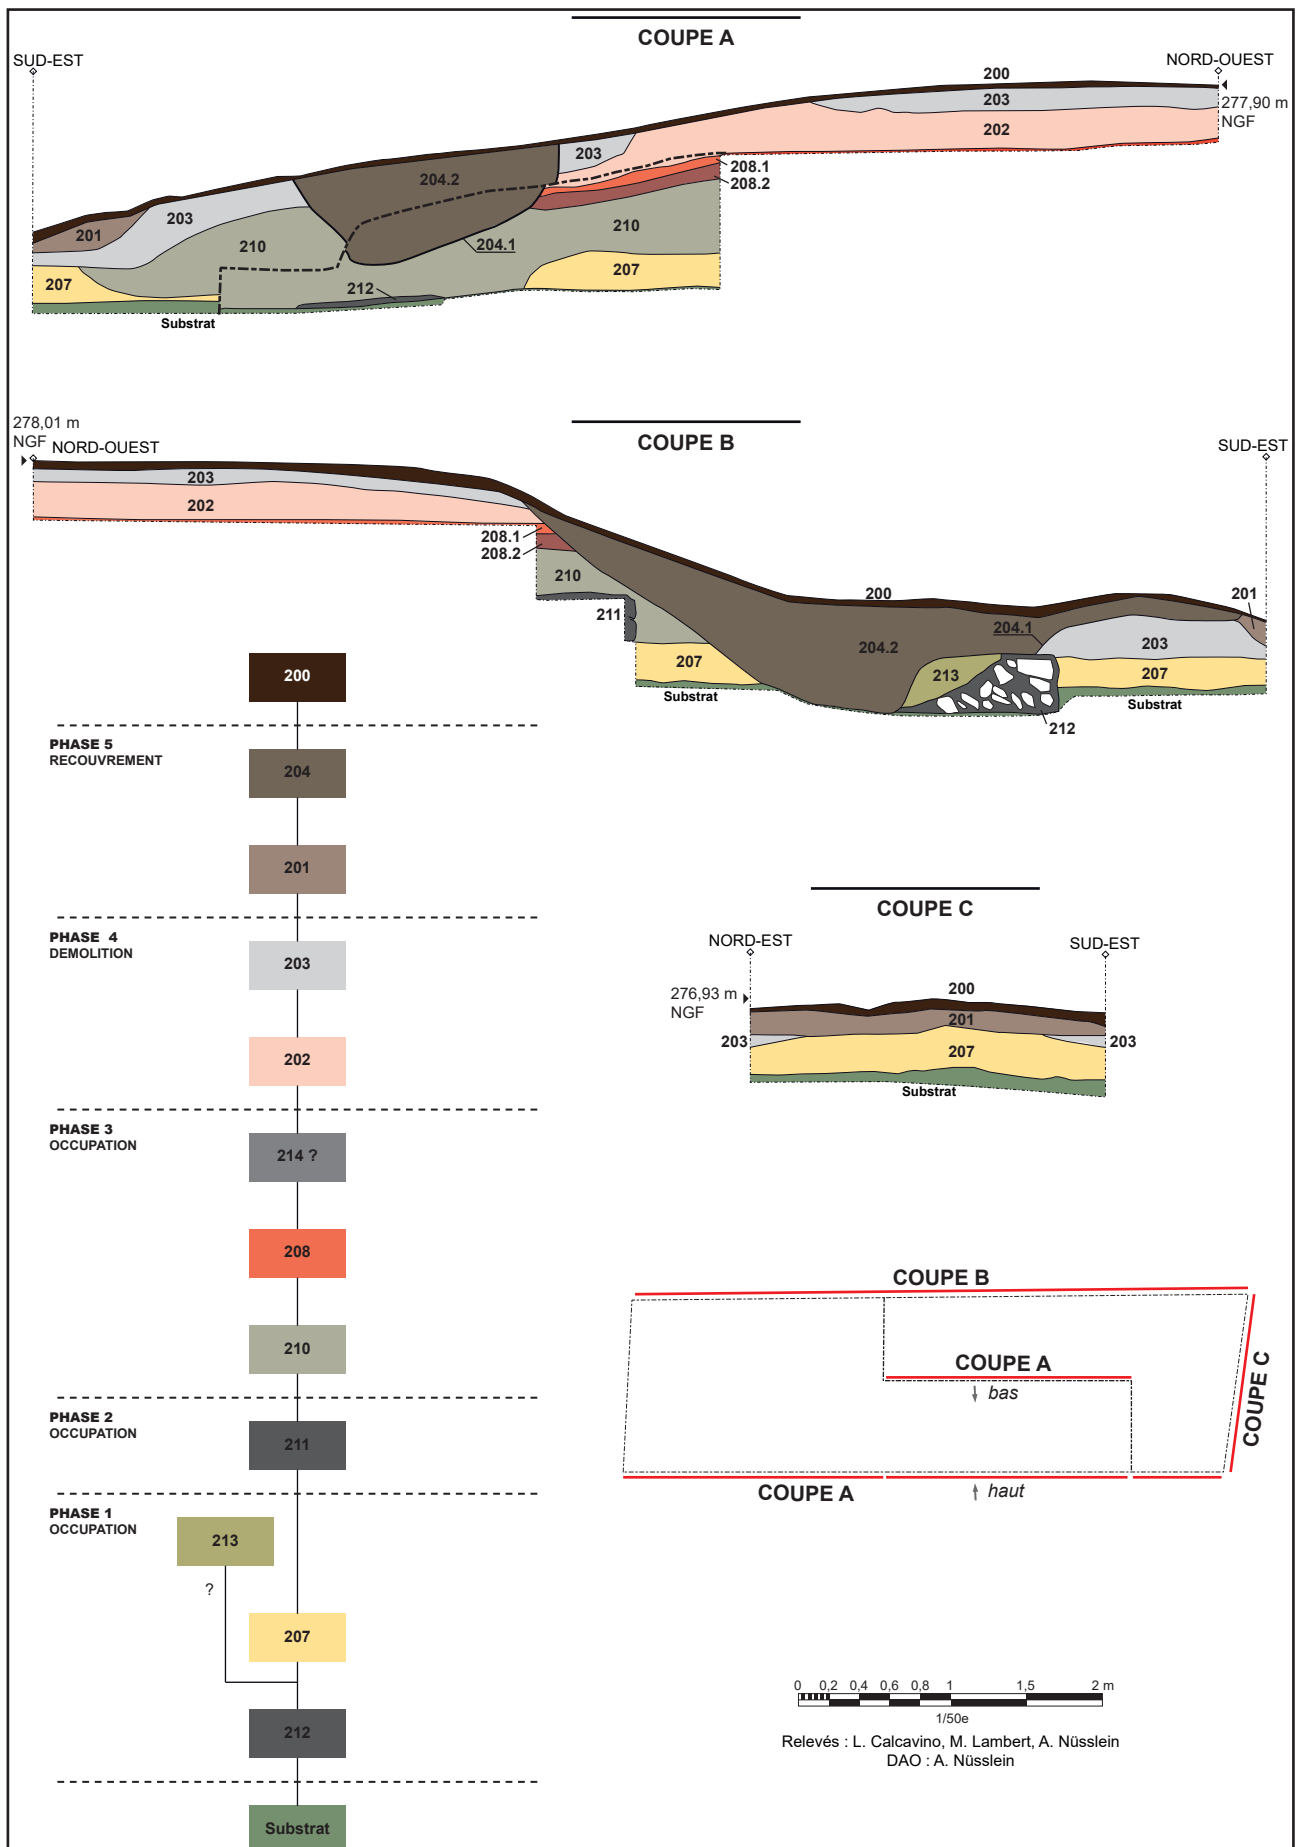 COUPE A
SUD-EST
NORD-OUEST
200
277,90 m
NGF
203
202
203
208.1
208.2
204.2
203
201
210
210
204.1
207
207
212
Substrat
278,01 m
NGF
NORD-OUEST
COUPE B
SUD-EST
203
202
208.1
208.2
210
211
200
201
204.1
203
204.2
207
213
207
Substrat
Substrat
212
200
PHASE 5
RECOUVREMENT
204
201
PHASE 4
DEMOLITION
203
202
PHASE 3
OCCUPATION
214 ?
208
210
PHASE 2
OCCUPATION
211
PHASE 1
OCCUPATION
213
?
207
212
Substrat
COUPE C
NORD-EST
SUD-EST
276,93 m
NGF
200
201
203
203
207
Substrat
COUPE B
COUPE A
bas
COUPE C
COUPE A
haut
0 0,2 0,4 0,6 0,8 1 1,5 2 m
1/50e
Relevés : L. Calcavino, M. Lambert, A. Nüsslein
DAO : A. Nüsslein